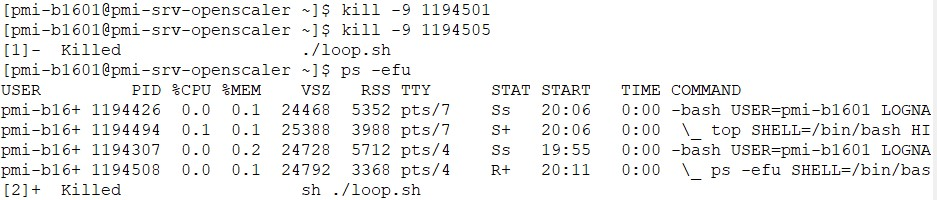 [pmi-b1601@pmi-srv-openscaler ~]$ kill -9 1194501
[pmi-b1601@pmi-srv-openscaler ~]$ kill -9 1194505
[1]-  Killed                  ./loop.sh
[pmi-b1601@pmi-srv-openscaler ~]$ ps -efu
USER         PID %CPU %MEM    VSZ   RSS TTY      STAT START   TIME COMMAND
pmi-b16+ 1194426  0.0  0.1  24468  5352 pts/7    Ss   20:06   0:00 -bash USER=pmi-b1601 LOGNA
pmi-b16+ 1194494  0.1  0.1  25388  3988 pts/7    S+   20:06   0:00  \_ top SHELL=/bin/bash HI
pmi-b16+ 1194307  0.0  0.2  24728  5712 pts/4    Ss   19:55   0:00 -bash USER=pmi-b1601 LOGNA
pmi-b16+ 1194508  0.0  0.1  24792  3368 pts/4    R+   20:11   0:00  \_ ps -efu SHELL=/bin/bas
[2]+  Killed                  sh ./loop.sh